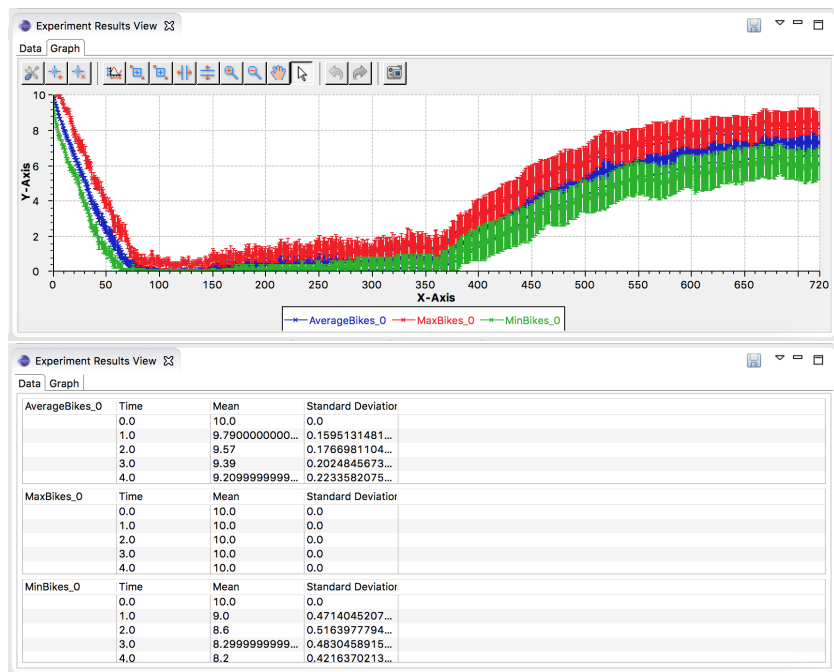 Experiment Results View
Data Graph
10
8
6
4
2
0
Y-Axis
0 50 100 150 200 250 300 350 400 450 500 550 600 650 720
X-Axis
AverageBikes_0 MaxBikes_0 MinBikes_0
Experiment Results View
Data Graph
AverageBikes_0 Time Mean Standard Deviation
0.0 10.0 0.0
1.0 9.7900000000... 0.1595131481...
2.0 9.57 0.1766981104...
3.0 9.39 0.2024845673...
4.0 9.2099999999... 0.2233582075...
MaxBikes_0 Time Mean Standard Deviation
0.0 10.0 0.0
1.0 10.0 0.0
2.0 10.0 0.0
3.0 10.0 0.0
4.0 10.0 0.0
MinBikes_0 Time Mean Standard Deviation
0.0 10.0 0.0
1.0 9.0 0.4714045207...
2.0 8.6 0.5163977794...
3.0 8.2999999999... 0.4830458915...
4.0 8.2 0.4216370213...